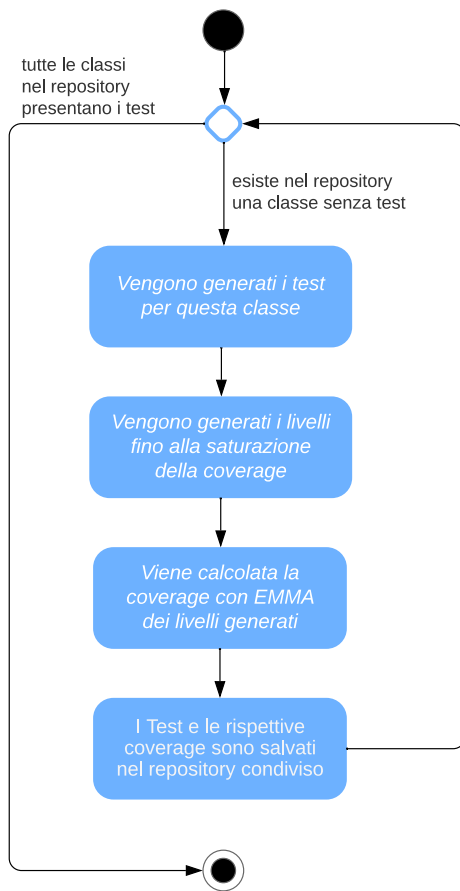 tutte le classi
nel repository
presentano i test
esiste nel repository
una classe senza test
Vengono generati i test
per questa classe
Vengono generati i livelli
fino alla saturazione
della coverage
Viene calcolata la
coverage con EMMA
dei livelli generati
I Test e le rispettive
coverage sono salvati
nel repository condiviso